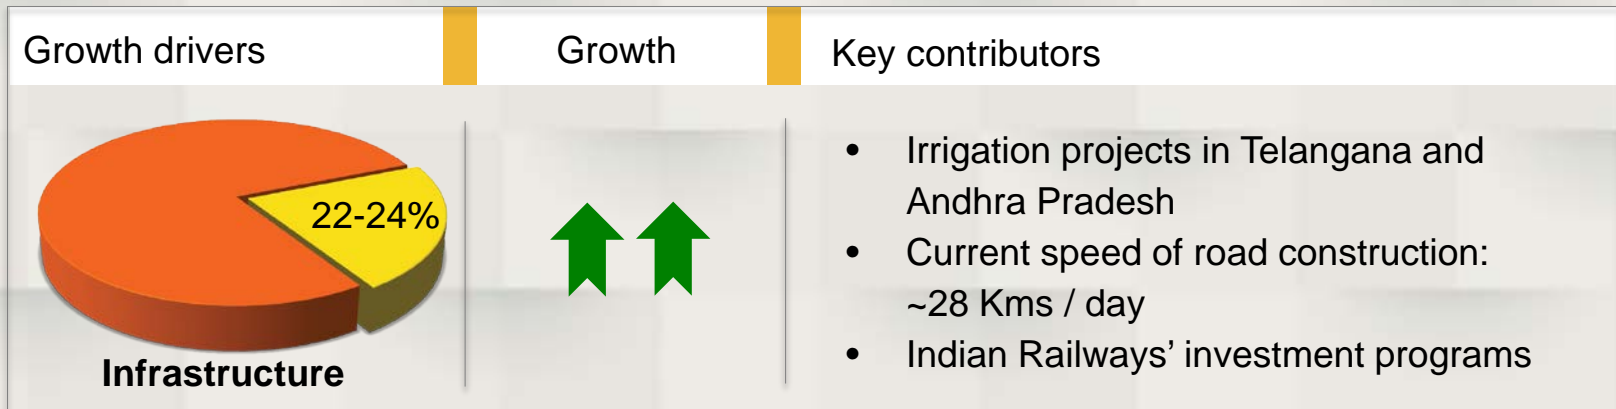 Growth drivers
Growth
Key contributors
22-24%
Infrastructure
• Irrigation projects in Telangana and
Andhra Pradesh
• Current speed of road construction:
~28 Kms / day
• Indian Railways’ investment programs